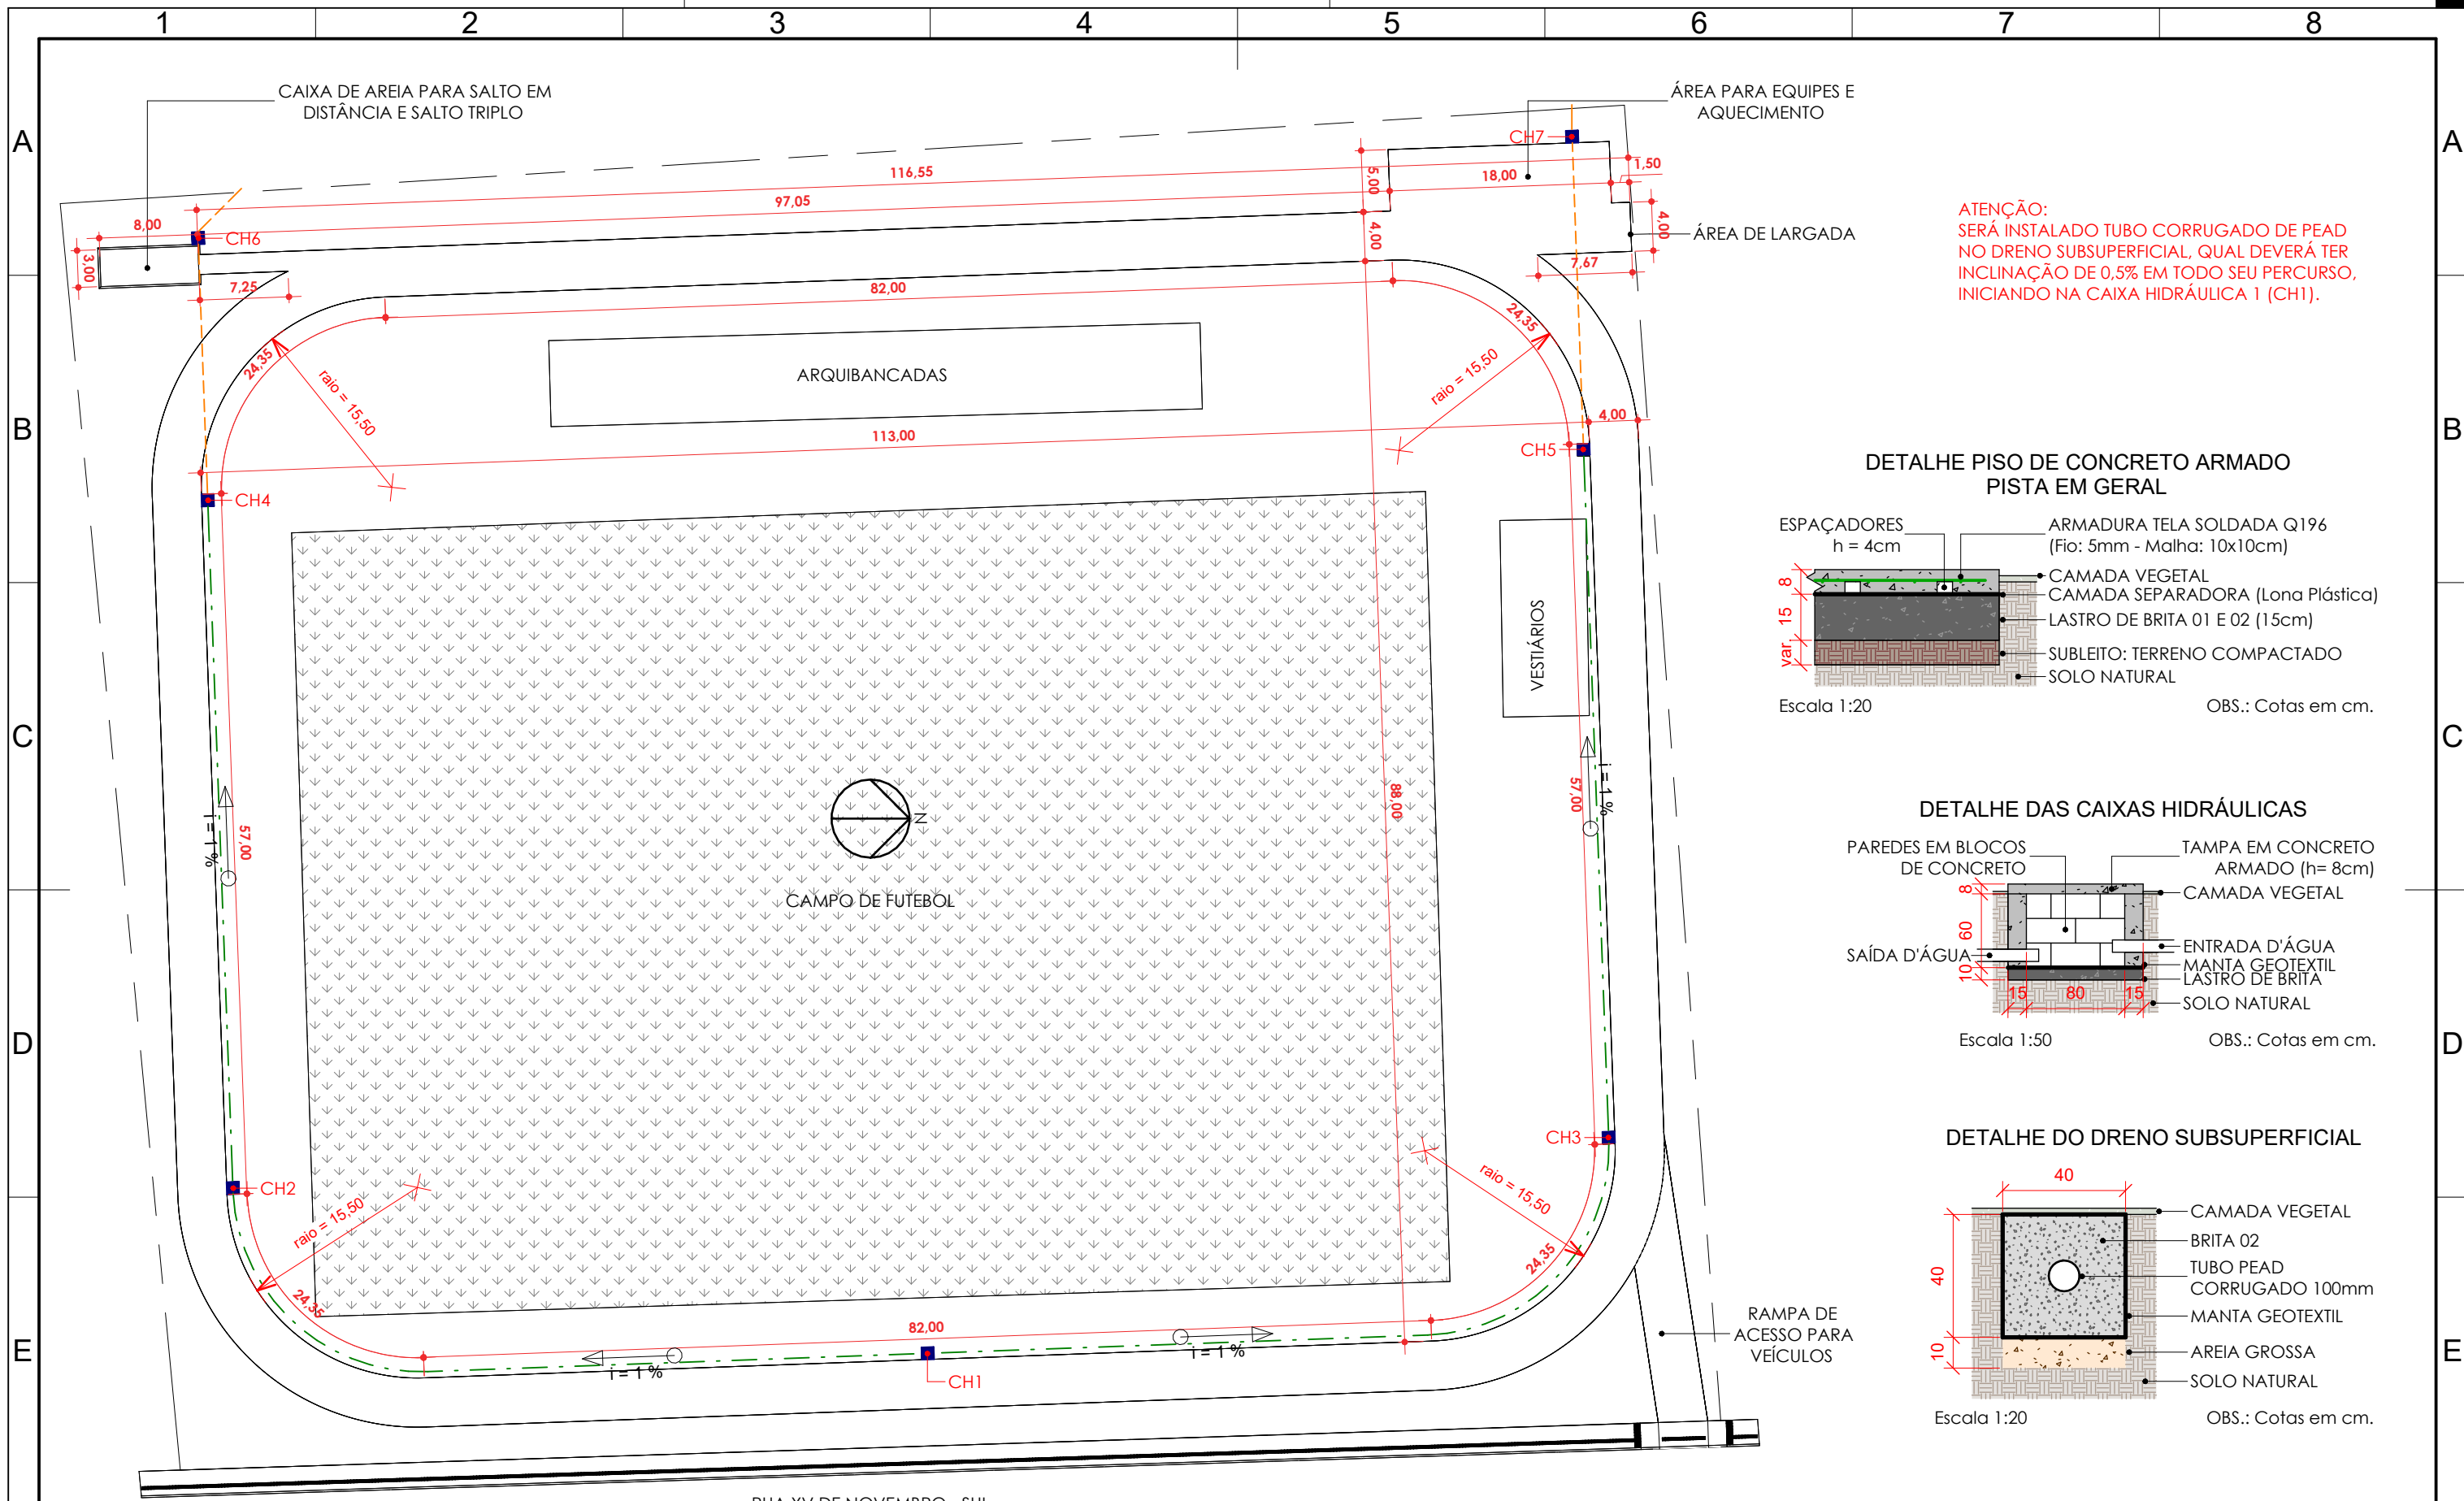 1 2 3 4 5 6 7 8
A
A
B
B
C
C
D
D
E
E
CAIXA DE AREIA PARA SALTO EM
DISTÂNCIA E SALTO TRIPLO
ÁREA PARA EQUIPES E
AQUECIMENTO
CH7
116,55
1,50
5,00
18,00
97,05
8,00
CH6
4,00
4,00
ÁREA DE LARGADA
3,00
7,25
7,67
82,00
24,35
24,35
raio = 15,50
raio = 15,50
ARQUIBANCADAS
4,00
113,00
CH5
CH4
VESTIÁRIOS
57,00
i = 1 %
57,00
i = 1 %
88,00
N
CAMPO DE FUTEBOL
CH3
CH2
raio = 15,50
raio = 15,50
24,35
24,35
82,00
i = 1 %
i = 1 %
CH1
RAMPA DE
ACESSO PARA
VEÍCULOS
RUA XV DE NOVEMBRO - SUL
ATENÇÃO:
SERÁ INSTALADO TUBO CORRUGADO DE PEAD
NO DRENO SUBSUPERFICIAL, QUAL DEVERÁ TER
INCLINAÇÃO DE 0,5% EM TODO SEU PERCURSO,
INICIANDO NA CAIXA HIDRÁULICA 1 (CH1).
DETALHE PISO DE CONCRETO ARMADO
PISTA EM GERAL
ESPAÇADORES
h = 4cm
ARMADURA TELA SOLDADA Q196
(Fio: 5mm - Malha: 10x10cm)
CAMADA VEGETAL
CAMADA SEPARADORA (Lona Plástica)
LASTRO DE BRITA 01 E 02 (15cm)
SUBLEITO: TERRENO COMPACTADO
SOLO NATURAL
8
15
var.
Escala 1:20
OBS.: Cotas em cm.
DETALHE DAS CAIXAS HIDRÁULICAS
PAREDES EM BLOCOS
DE CONCRETO
TAMPA EM CONCRETO
ARMADO (h= 8cm)
CAMADA VEGETAL
SAÍDA D'ÁGUA
ENTRADA D'ÁGUA
MANTA GEOTEXTIL
LASTRO DE BRITA
SOLO NATURAL
8
60
10
15 80 15
Escala 1:50
OBS.: Cotas em cm.
DETALHE DO DRENO SUBSUPERFICIAL
40
CAMADA VEGETAL
BRITA 02
TUBO PEAD
CORRUGADO 100mm
MANTA GEOTEXTIL
AREIA GROSSA
SOLO NATURAL
40
10
Escala 1:20
OBS.: Cotas em cm.